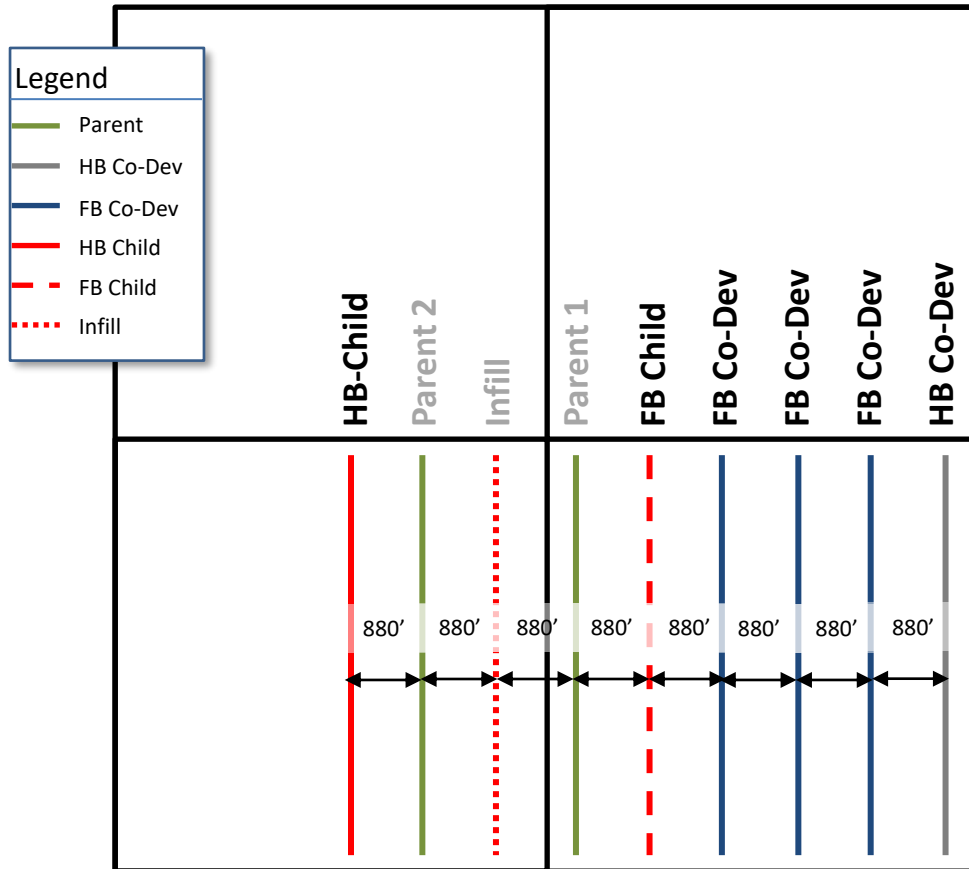 Legend
Parent
HB Co-Dev
FB Co-Dev
HB Child
FB Child
Infill
HB-Child
Parent 2
Infill
Parent 1
FB Child
FB Co-Dev
FB Co-Dev
FB Co-Dev
HB Co-Dev
880’
880’
880’
880’
880’
880’
880’
880’